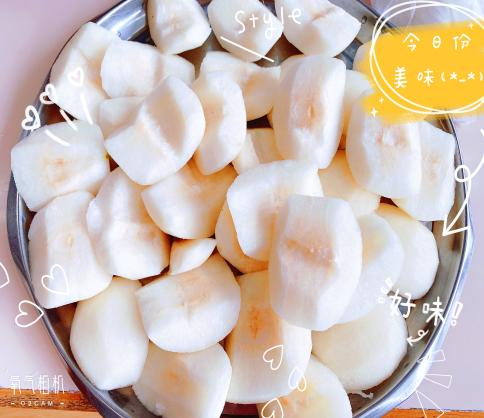 Style
今日份
美味(*-*)
好味!
氧气相机
O2CAM